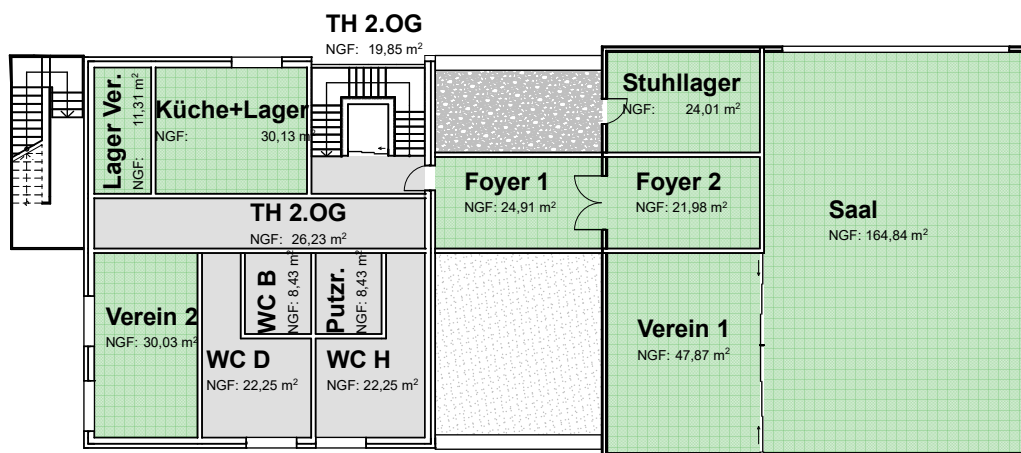 TH 2.OG
NGF: 19,85 m²
Lager Ver.
NGF: 11,31 m²
Küche+Lager
NGF: 30,13 m²
Stuhllager
NGF: 24,01 m²
Foyer 1
NGF: 24,91 m²
Foyer 2
NGF: 21,98 m²
Saal
NGF: 164,84 m²
TH 2.OG
NGF: 26,23 m²
WC B
NGF: 8,43 m²
Putzr.
NGF: 8,43 m²
Verein 2
NGF: 30,03 m²
WC D
NGF: 22,25 m²
WC H
NGF: 22,25 m²
Verein 1
NGF: 47,87 m²